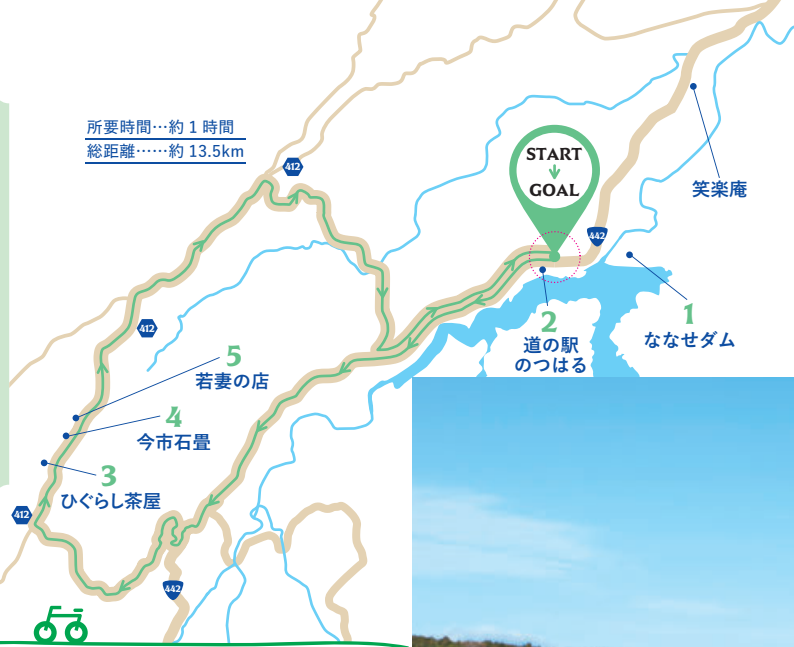 所要時間…約 1 時間
総距離……約 13.5km
412
START
GOAL
442
笑楽庵
1
ななせダム
2
道の駅
のつはる
412
5
若妻の店
4
今市石畳
3
ひぐらし茶屋
412
442